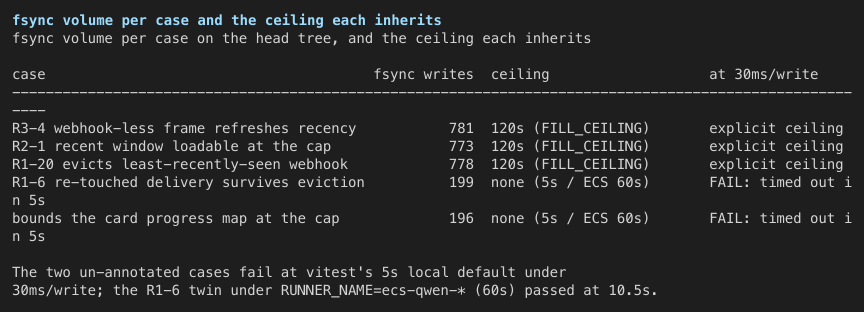 fsync volume per case and the ceiling each inherits
fsync volume per case on the head tree, and the ceiling each inherits
case fsync writes ceiling at 30ms/write
----------------------------------------------------------------------------------------------------
----
R3-4 webhook-less frame refreshes recency 781 120s (FILL_CEILING) explicit ceiling
R2-1 recent window loadable at the cap 773 120s (FILL_CEILING) explicit ceiling
R1-20 evicts least-recently-seen webhook 778 120s (FILL_CEILING) explicit ceiling
R1-6 re-touched delivery survives eviction 199 none (5s / ECS 60s) FAIL: timed out i
n 5s
bounds the card progress map at the cap 196 none (5s / ECS 60s) FAIL: timed out i
n 5s
The two un-annotated cases fail at vitest's 5s local default under
30ms/write; the R1-6 twin under RUNNER_NAME=ecs-qwen-* (60s) passed at 10.5s.